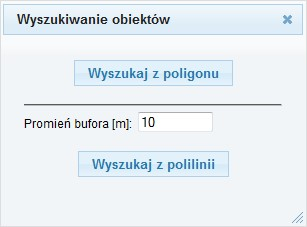 Wyszukiwanie obiektów
Wyszukaj z poligonu
Promień bufora [m]: 10
Wyszukaj z polilinii